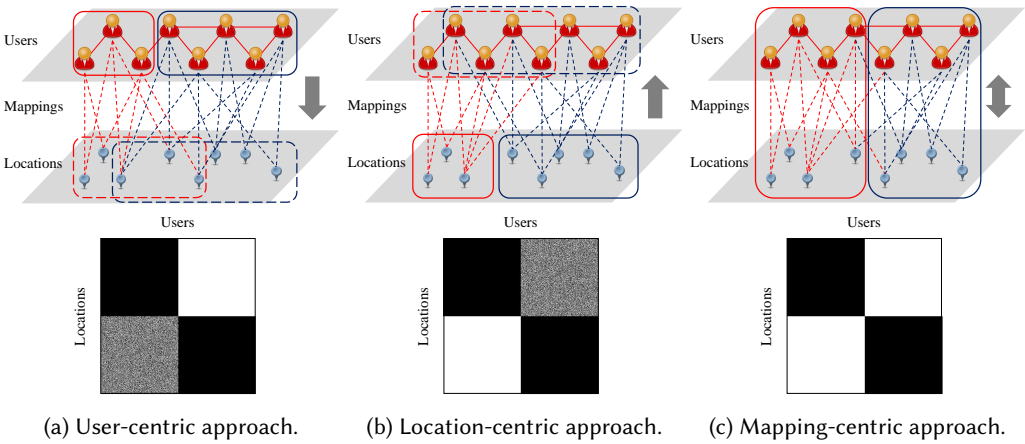 Users
Mappings
Locations
Users
Locations
(a) User-centric approach.
Users
Mappings
Locations
Users
Locations
(b) Location-centric approach.
Users
Mappings
Locations
Users
Locations
(c) Mapping-centric approach.